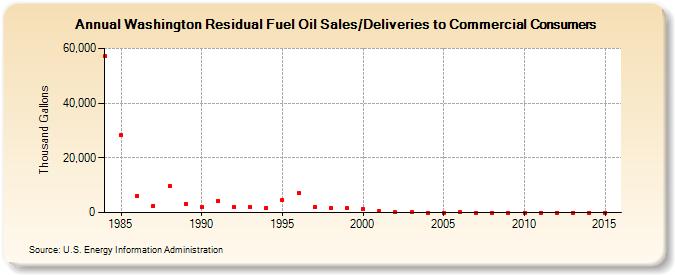 Annual Washington Residual Fuel Oil Sales/Deliveries to Commercial Consumers
Thousand Gallons
60,000
40,000
20,000
0
1985 1990 1995 2000 2005 2010 2015
Source: U.S. Energy Information Administration